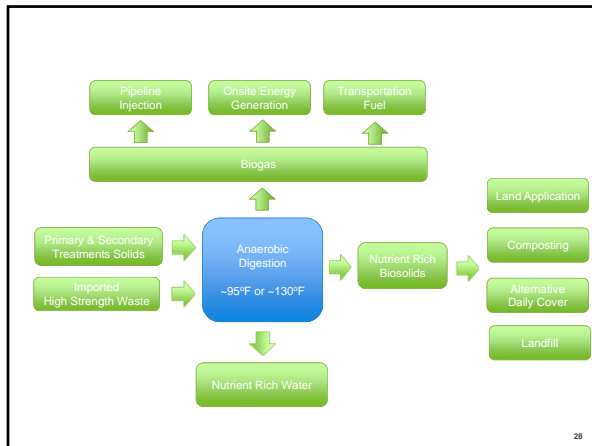 Pipeline
Injection
Onsite Energy
Generation
Transportation
Fuel
Biogas
Land Application
Primary & Secondary
Treatments Solids
Anaerobic
Digestion
~95ºF or ~130ºF
Nutrient Rich
Biosolids
Composting
Imported
High Strength Waste
Alternative
Daily Cover
Landfill
Nutrient Rich Water
28